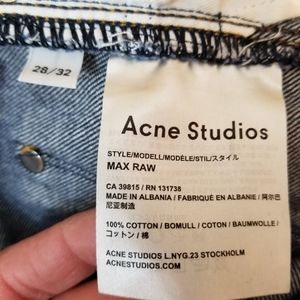 28/32
Acne Studios
STYLE/MODELL/MODÈLE/STIL/スタイル
MAX RAW
CA 39815 / RN 131738
MADE IN ALBANIA / FABRIQUÉ EN ALBANIE / 阿尔巴
尼亚制造
100% COTTON / BOMULL / COTON / BAUMWOLLE /
コットン / 棉
ACNE STUDIOS L.NYG.23 STOCKHOLM
ACNESTUDIOS.COM